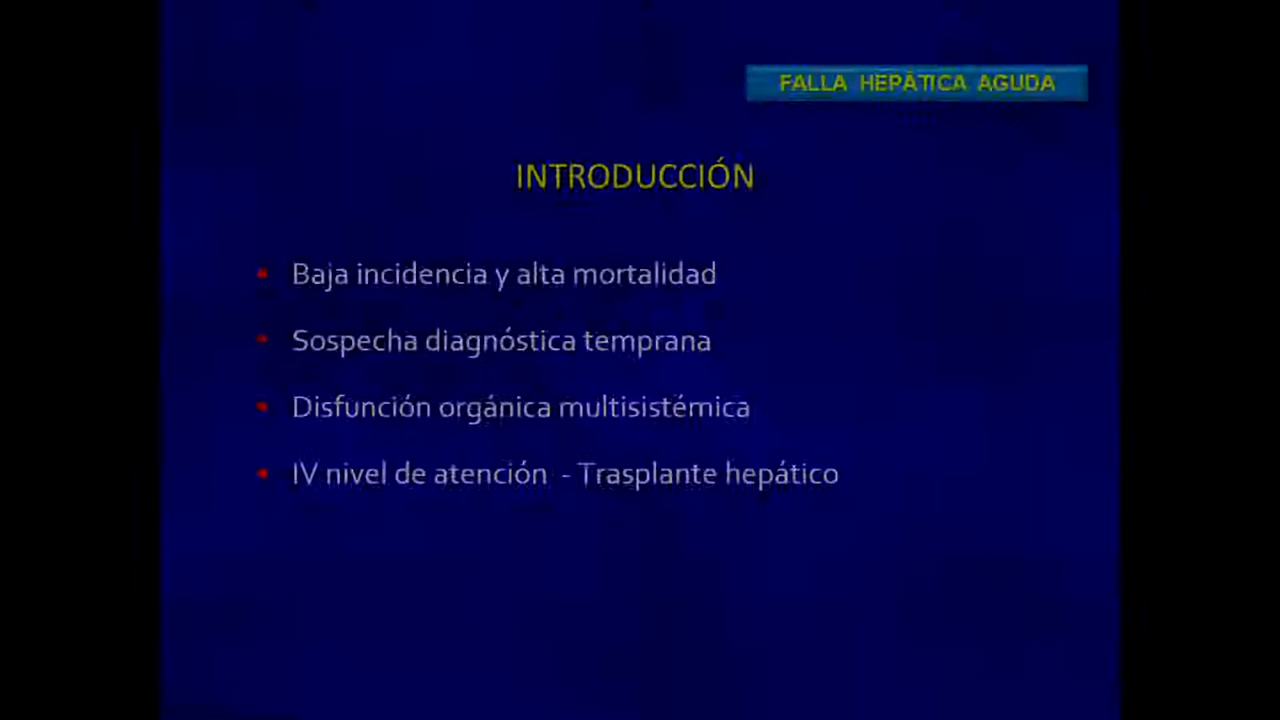 FALLA HEPÁTICA AGUDA
INTRODUCCIÓN
Baja incidencia y alta mortalidad
Sospecha diagnóstica temprana
Disfunción orgánica multisistémica
IV nivel de atención - Trasplante hepático